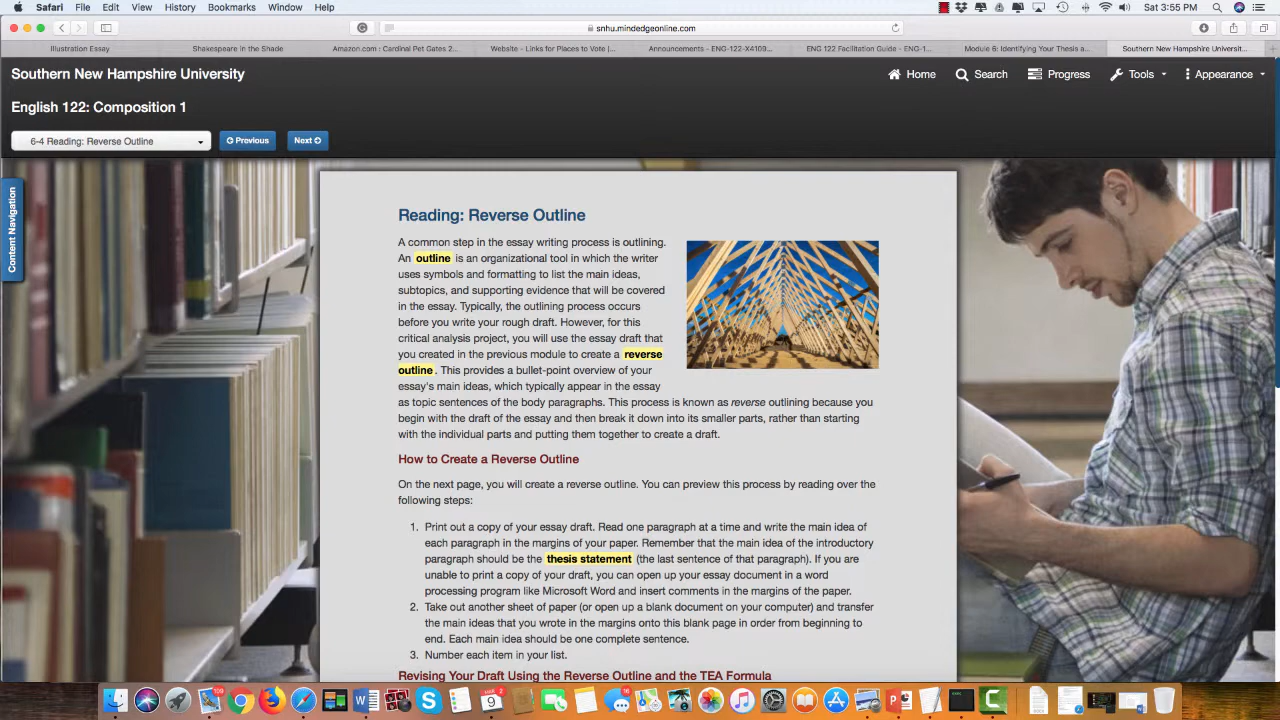 Safari File Edit View History Bookmarks Window Help
Sat 3:55 PM
snhu.mindedgeonline.com
Illustration Essay
Shakespeare in the Shade
Amazon.com : Cardinal Pet Gates 2...
Website - Links for Places to Vote |...
Announcements - ENG-122-X4109...
ENG 122 Facilitation Guide - ENG-1...
Module 6: Identifying Your Thesis a...
Southern New Hampshire Universit...
Southern New Hampshire University
Home Search Progress Tools Appearance
English 122: Composition 1
6-4 Reading: Reverse Outline
Previous
Next
Content Navigation
Reading: Reverse Outline
A common step in the essay writing process is outlining.
An outline is an organizational tool in which the writer
uses symbols and formatting to list the main ideas,
subtopics, and supporting evidence that will be covered
in the essay. Typically, the outlining process occurs
before you write your rough draft. However, for this
critical analysis project, you will use the essay draft that
you created in the previous module to create a reverse
outline. This provides a bullet-point overview of your
essay's main ideas, which typically appear in the essay
as topic sentences of the body paragraphs. This process is known as reverse outlining because you
begin with the draft of the essay and then break it down into its smaller parts, rather than starting
with the individual parts and putting them together to create a draft.
How to Create a Reverse Outline
On the next page, you will create a reverse outline. You can preview this process by reading over the
following steps:
1. Print out a copy of your essay draft. Read one paragraph at a time and write the main idea of
each paragraph in the margins of your paper. Remember that the main idea of the introductory
paragraph should be the thesis statement (the last sentence of that paragraph). If you are
unable to print a copy of your draft, you can open up your essay document in a word
processing program like Microsoft Word and insert comments in the margins of the paper.
2. Take out another sheet of paper (or open up a blank document on your computer) and transfer
the main ideas that you wrote in the margins onto this blank page in order from beginning to
end. Each main idea should be one complete sentence.
3. Number each item in your list.
Revising Your Draft Using the Reverse Outline and the TEA Formula
9